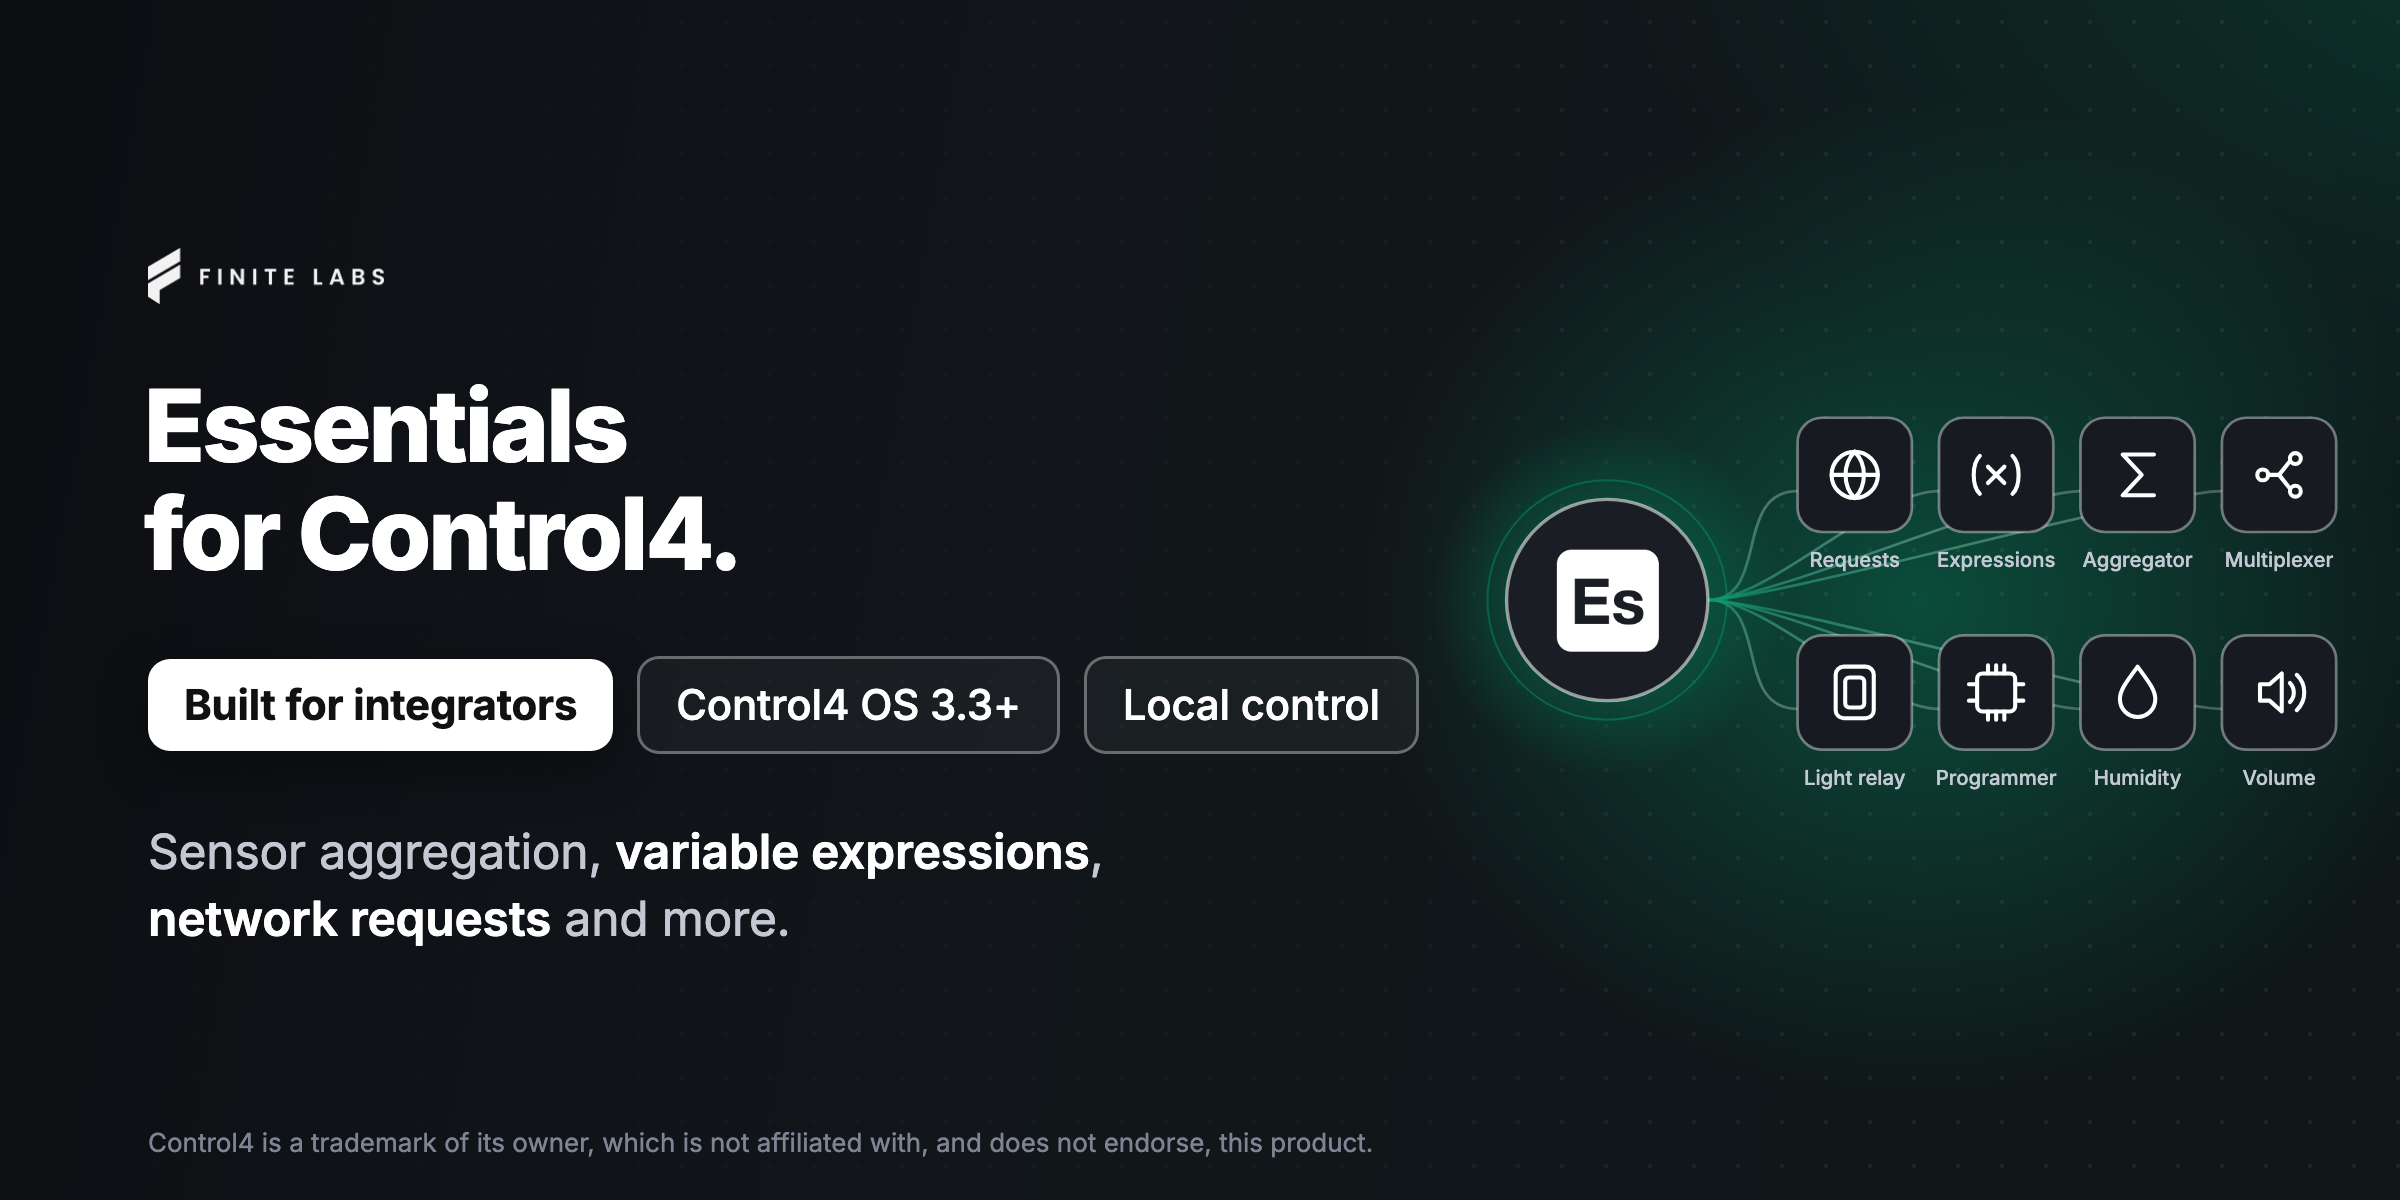 FINITE LABS
Essentials
for Control4.
Built for integrators
Control4 OS 3.3+
Local control
Sensor aggregation, variable expressions,
network requests and more.
Es
Requests
Expressions
Aggregator
Multiplexer
Light relay
Programmer
Humidity
Volume
Control4 is a trademark of its owner, which is not affiliated with, and does not endorse, this product.